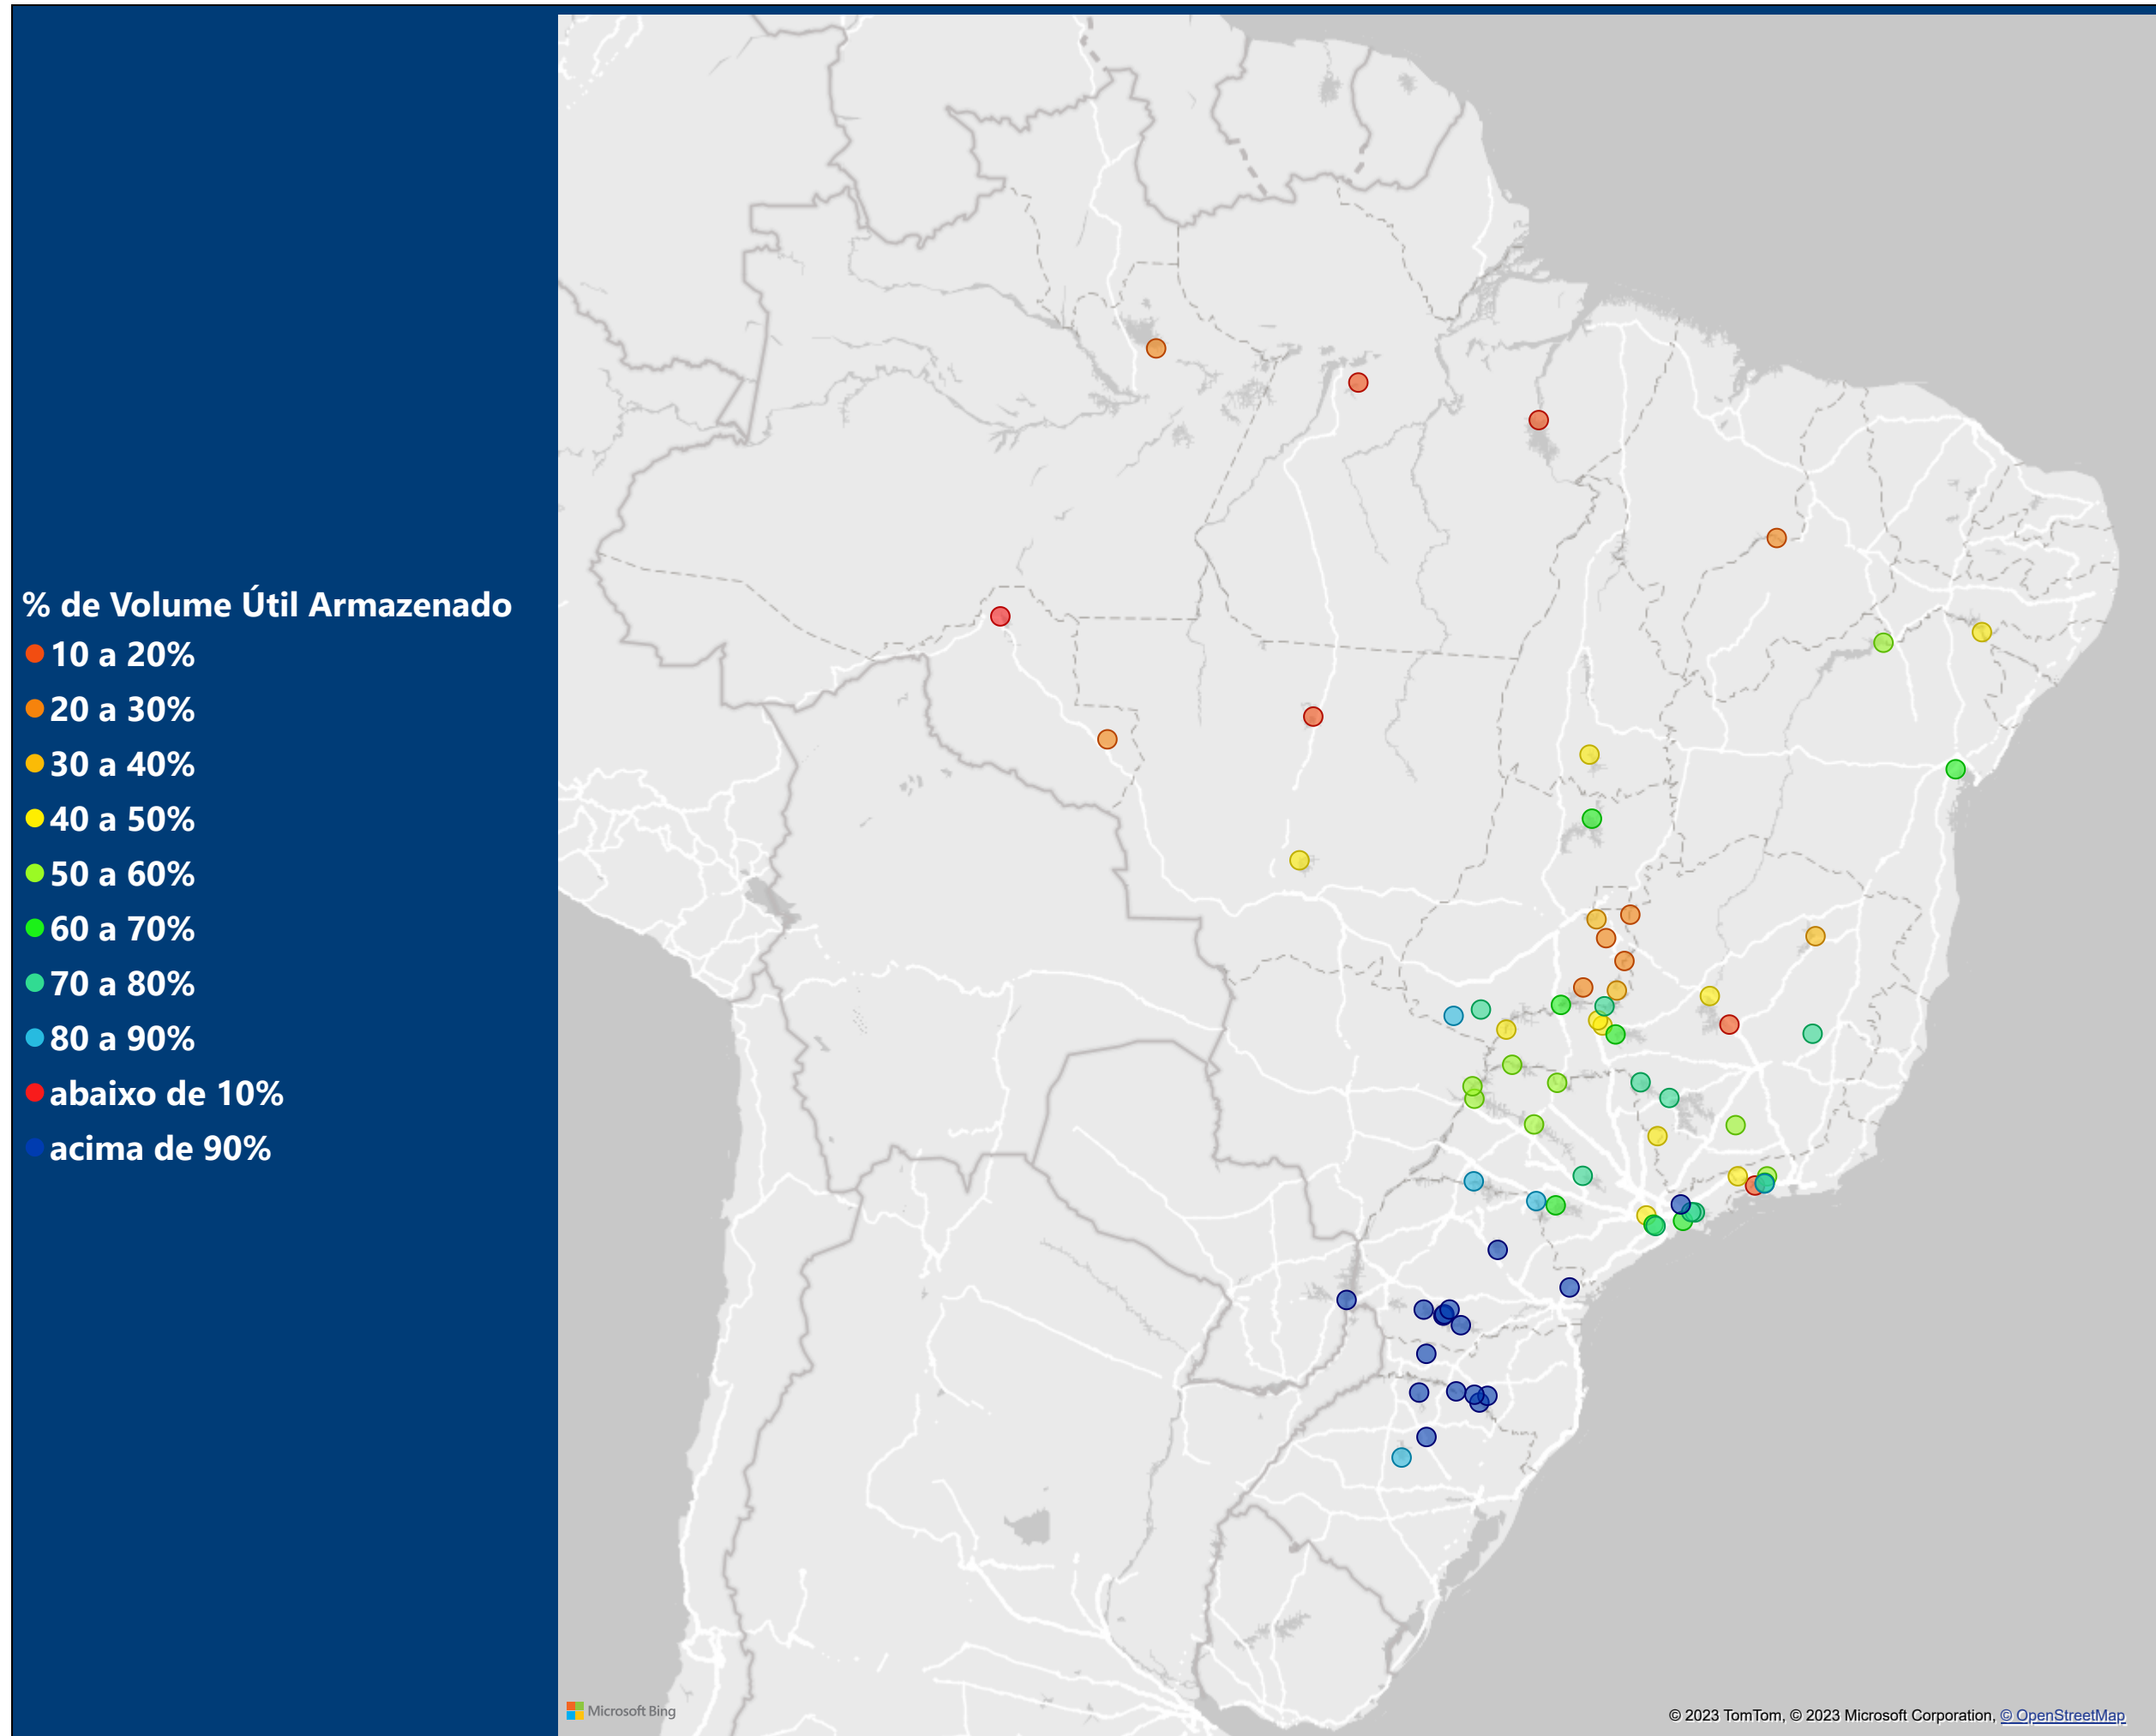 % de Volume Útil Armazenado
10 a 20%
20 a 30%
30 a 40%
40 a 50%
50 a 60%
60 a 70%
70 a 80%
80 a 90%
abaixo de 10%
acima de 90%
Microsoft Bing
© 2023 TomTom, © 2023 Microsoft Corporation, © OpenStreetMap